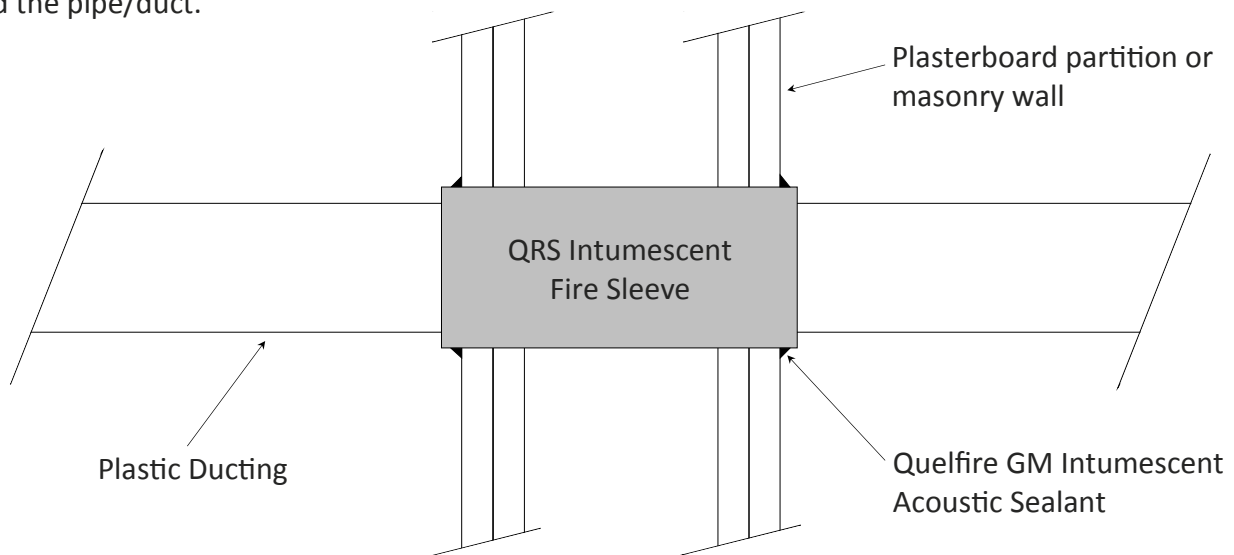 the pipe/duct.
Plasterboard partition or
masonry wall
QRS Intumescent
Fire Sleeve
Plastic Ducting
Quelfire GM Intumescent
Acoustic Sealant